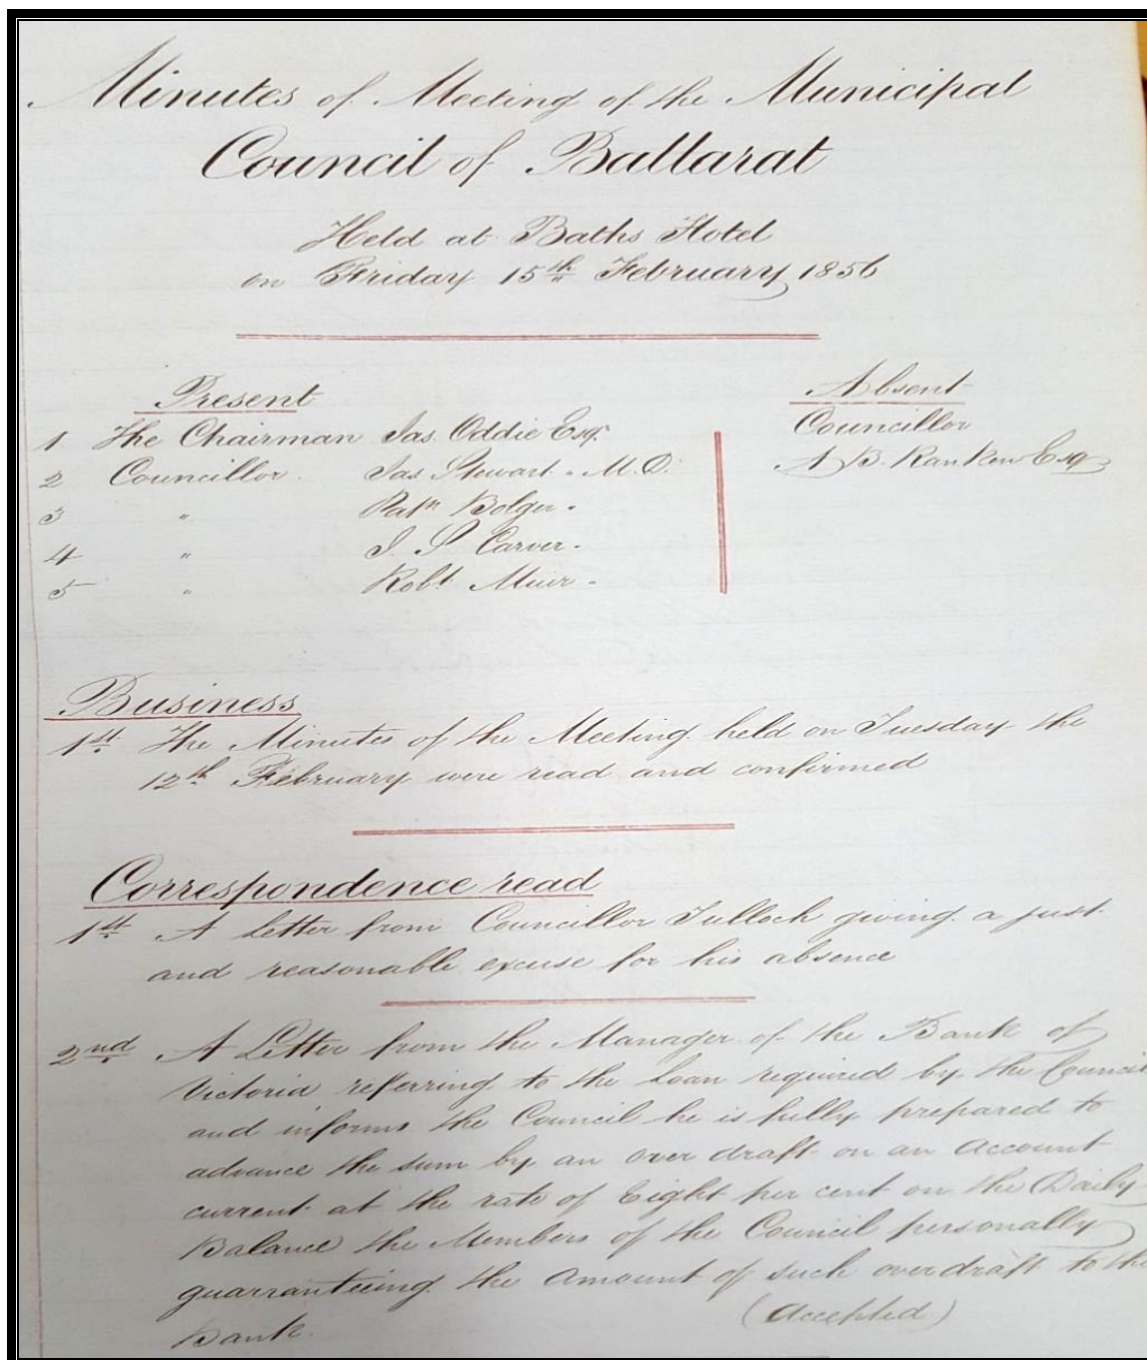 Minutes of Meeting of the Municipal
Council of Ballarat
Held at Baths Hotel
on Friday 15th February 1856
Present
1 The Chairman Jas. Oddie Esqr.
2 Councillor Jas Stewart - M.D.
3 " Patk Bolger -
4 " J. S Carver -
5 " Robt Muir -
Absent
Councillor
A. B. Ranken Esq
Business
1st The Minutes of the Meeting held on Tuesday the
12th February were read and confirmed
Correspondence read
1st A Letter from Councillor Tulloch giving a just
and reasonable excuse for his absence
2nd A Letter from the Manager of the Bank of
Victoria referring to the Loan required by the Council
and informs the Council he is fully prepared to
advance the sum by an over draft on an Account
current at the rate of Eight per cent on the Daily
Balance the Members of the Council personally
guarranteeing the Amount of such overdraft to the
Bank. (Accepted)